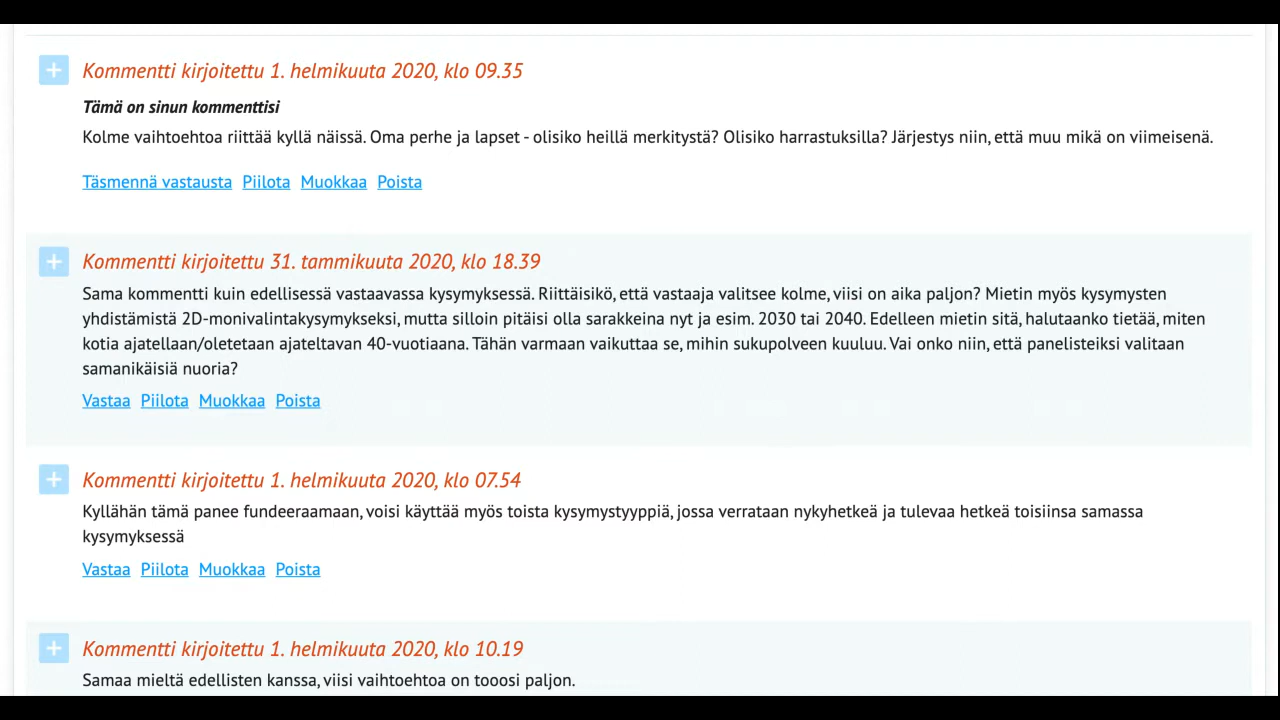 Kommentti kirjoitettu 1. helmikuuta 2020, klo 09.35
Tämä on sinun kommenttisi
Kolme vaihtoehtoa riittää kyllä näissä. Oma perhe ja lapset - olisiko heillä merkitystä? Olisiko harrastuksilla? Järjestys niin, että muu mikä on viimeisenä.
Täsmennä vastausta Piilota Muokkaa Poista
Kommentti kirjoitettu 31. tammikuuta 2020, klo 18.39
Sama kommentti kuin edellisessä vastaavassa kysymyksessä. Riittäisikö, että vastaaja valitsee kolme, viisi on aika paljon? Mietin myös kysymysten
yhdistämistä 2D-monivalintakysymykseksi, mutta silloin pitäisi olla sarakkeina nyt ja esim. 2030 tai 2040. Edelleen mietin sitä, halutaanko tietää, miten
kotia ajatellaan/oletetaan ajateltavan 40-vuotiaana. Tähän varmaan vaikuttaa se, mihin sukupolveen kuuluu. Vai onko niin, että panelisteiksi valitaan
samanikäisiä nuoria?
Vastaa Piilota Muokkaa Poista
Kommentti kirjoitettu 1. helmikuuta 2020, klo 07.54
Kyllähän tämä panee fundeeraamaan, voisi käyttää myös toista kysymystyyppiä, jossa verrataan nykyhetkeä ja tulevaa hetkeä toisiinsa samassa
kysymyksessä
Vastaa Piilota Muokkaa Poista
Kommentti kirjoitettu 1. helmikuuta 2020, klo 10.19
Samaa mieltä edellisten kanssa, viisi vaihtoehtoa on tooosi paljon.